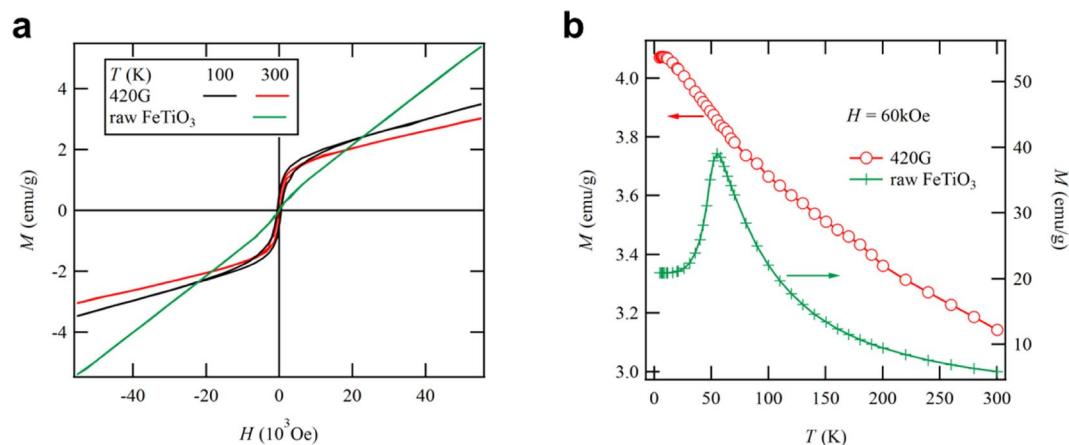 a
4
2
0
-2
-4
M (emu/g)
-40 -20 0 20 40
H (10³Oe)
T (K) 100 300
420G
raw FeTiO₃
b
4.0
3.8
3.6
3.4
3.2
3.0
M (emu/g)
50
40
30
20
10
M (emu/g)
H = 60kOe
420G
raw FeTiO₃
0 50 100 150 200 250 300
T (K)